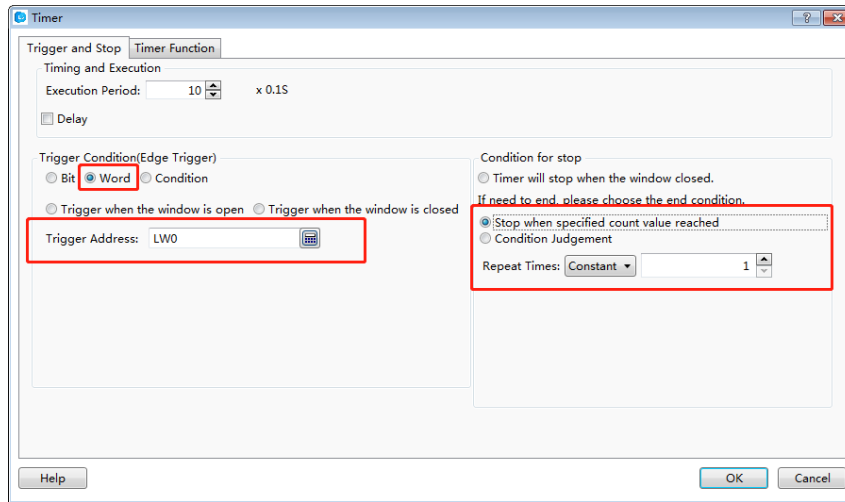 Timer
Trigger and Stop Timer Function
Timing and Execution
Execution Period: 10 x 0.1S
Delay
Trigger Condition(Edge Trigger)
Bit Word Condition
Trigger when the window is open Trigger when the window is closed
Trigger Address: LW0
Condition for stop
Timer will stop when the window closed.
If need to end, please choose the end condition.
Stop when specified count value reached
Condition Judgement
Repeat Times: Constant 1
Help OK Cancel